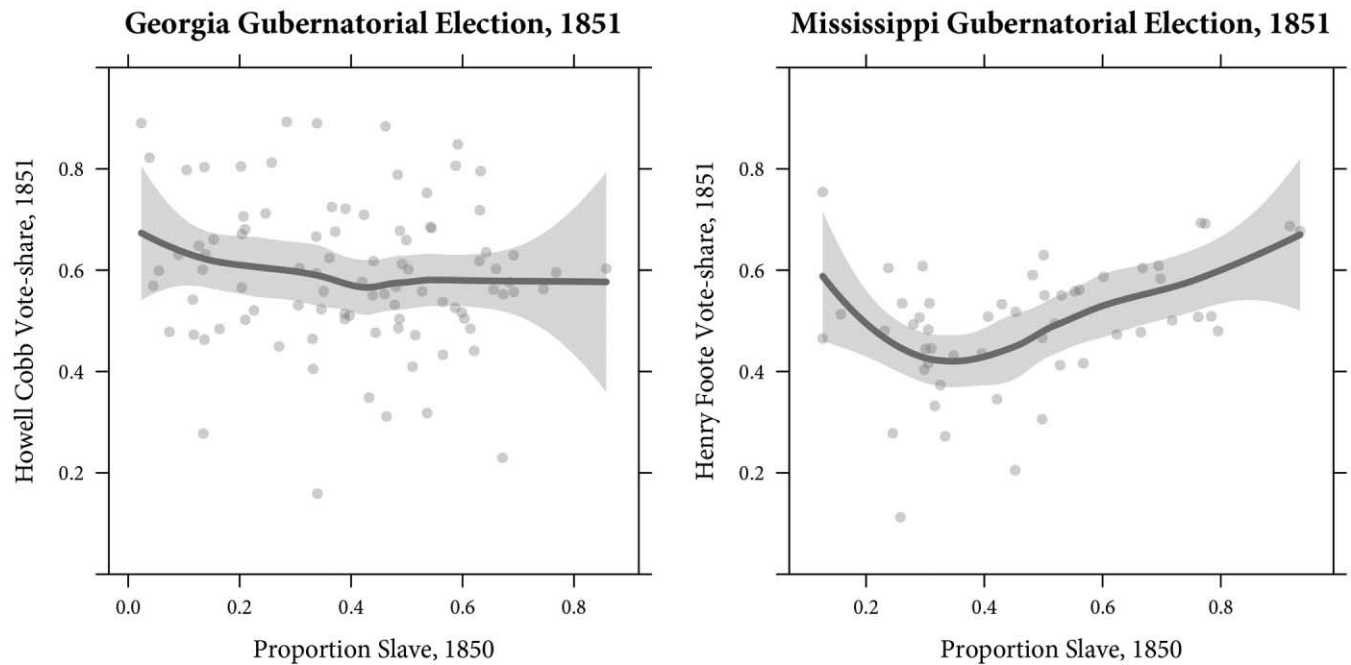 Georgia Gubernatorial Election, 1851
Howell Cobb Vote-share, 1851
0.8
0.6
0.4
0.2
0.0 0.2 0.4 0.6 0.8
Proportion Slave, 1850
Mississippi Gubernatorial Election, 1851
Henry Foote Vote-share, 1851
0.8
0.6
0.4
0.2
0.2 0.4 0.6 0.8
Proportion Slave, 1850